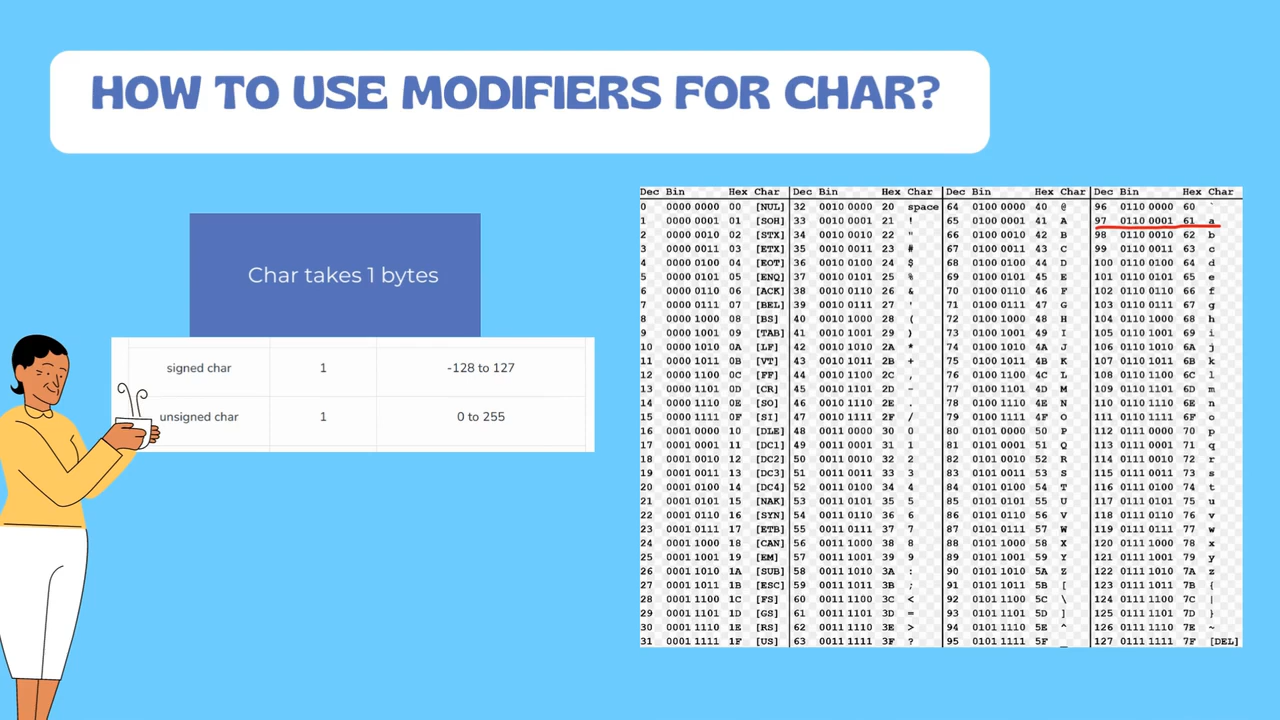 HOW TO USE MODIFIERS FOR CHAR?
Char takes 1 bytes
signed char 1 -128 to 127
unsigned char 1 0 to 255
Dec Bin Hex Char Dec Bin Hex Char Dec Bin Hex Char Dec Bin Hex Char
0 0000 0000 00 [NUL] 32 0010 0000 20 space 64 0100 0000 40 @ 96 0110 0000 60 `
1 0000 0001 01 [SOH] 33 0010 0001 21 ! 65 0100 0001 41 A 97 0110 0001 61 a
2 0000 0010 02 [STX] 34 0010 0010 22 " 66 0100 0010 42 B 98 0110 0010 62 b
3 0000 0011 03 [ETX] 35 0010 0011 23 # 67 0100 0011 43 C 99 0110 0011 63 c
4 0000 0100 04 [EOT] 36 0010 0100 24 $ 68 0100 0100 44 D 100 0110 0100 64 d
5 0000 0101 05 [ENQ] 37 0010 0101 25 % 69 0100 0101 45 E 101 0110 0101 65 e
6 0000 0110 06 [ACK] 38 0010 0110 26 & 70 0100 0110 46 F 102 0110 0110 66 f
7 0000 0111 07 [BEL] 39 0010 0111 27 ' 71 0100 0111 47 G 103 0110 0111 67 g
8 0000 1000 08 [BS] 40 0010 1000 28 ( 72 0100 1000 48 H 104 0110 1000 68 h
9 0000 1001 09 [TAB] 41 0010 1001 29 ) 73 0100 1001 49 I 105 0110 1001 69 i
10 0000 1010 0A [LF] 42 0010 1010 2A * 74 0100 1010 4A J 106 0110 1010 6A j
11 0000 1011 0B [VT] 43 0010 1011 2B + 75 0100 1011 4B K 107 0110 1011 6B k
12 0000 1100 0C [FF] 44 0010 1100 2C , 76 0100 1100 4C L 108 0110 1100 6C l
13 0000 1101 0D [CR] 45 0010 1101 2D - 77 0100 1101 4D M 109 0110 1101 6D m
14 0000 1110 0E [SO] 46 0010 1110 2E . 78 0100 1110 4E N 110 0110 1110 6E n
15 0000 1111 0F [SI] 47 0010 1111 2F / 79 0100 1111 4F O 111 0110 1111 6F o
16 0001 0000 10 [DLE] 48 0011 0000 30 0 80 0101 0000 50 P 112 0111 0000 70 p
17 0001 0001 11 [DC1] 49 0011 0001 31 1 81 0101 0001 51 Q 113 0111 0001 71 q
18 0001 0010 12 [DC2] 50 0011 0010 32 2 82 0101 0010 52 R 114 0111 0010 72 r
19 0001 0011 13 [DC3] 51 0011 0011 33 3 83 0101 0011 53 S 115 0111 0011 73 s
20 0001 0100 14 [DC4] 52 0011 0100 34 4 84 0101 0100 54 T 116 0111 0100 74 t
21 0001 0101 15 [NAK] 53 0011 0101 35 5 85 0101 0101 55 U 117 0111 0101 75 u
22 0001 0110 16 [SYN] 54 0011 0110 36 6 86 0101 0110 56 V 118 0111 0110 76 v
23 0001 0111 17 [ETB] 55 0011 0111 37 7 87 0101 0111 57 W 119 0111 0111 77 w
24 0001 1000 18 [CAN] 56 0011 1000 38 8 88 0101 1000 58 X 120 0111 1000 78 x
25 0001 1001 19 [EM] 57 0011 1001 39 9 89 0101 1001 59 Y 121 0111 1001 79 y
26 0001 1010 1A [SUB] 58 0011 1010 3A : 90 0101 1010 5A Z 122 0111 1010 7A z
27 0001 1011 1B [ESC] 59 0011 1011 3B ; 91 0101 1011 5B [ 123 0111 1011 7B {
28 0001 1100 1C [FS] 60 0011 1100 3C < 92 0101 1100 5C \ 124 0111 1100 7C |
29 0001 1101 1D [GS] 61 0011 1101 3D = 93 0101 1101 5D ] 125 0111 1101 7D }
30 0001 1110 1E [RS] 62 0011 1110 3E > 94 0101 1110 5E ^ 126 0111 1110 7E ~
31 0001 1111 1F [US] 63 0011 1111 3F ? 95 0101 1111 5F _ 127 0111 1111 7F [DEL]